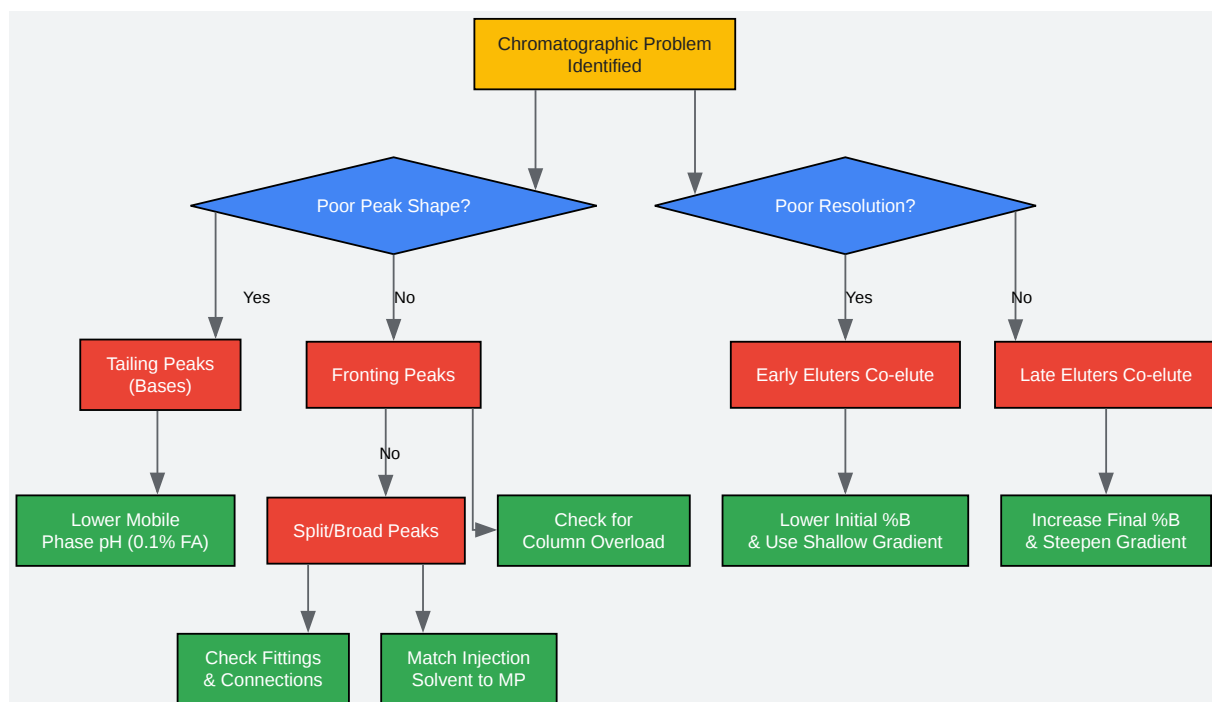 Chromatographic Problem
Identified
Poor Peak Shape?
Poor Resolution?
Yes
No
Yes
No
Tailing Peaks
(Bases)
Fronting Peaks
Early Eluters Co-elute
Late Eluters Co-elute
No
Lower Mobile
Phase pH (0.1% FA)
Split/Broad Peaks
Check for
Column Overload
Lower Initial %B
& Use Shallow Gradient
Increase Final %B
& Steepen Gradient
Check Fittings
& Connections
Match Injection
Solvent to MP